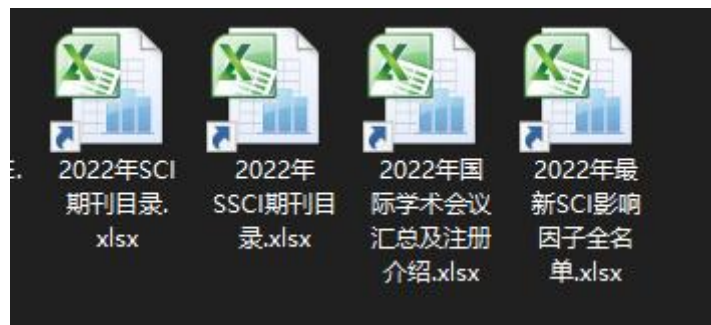 2022年SCI
期刊目录.
xlsx
2022年
SSCI期刊目
录.xlsx
2022年国
际学术会议
汇总及注册
介绍.xlsx
2022年最
新SCI影响
因子全名
单.xlsx